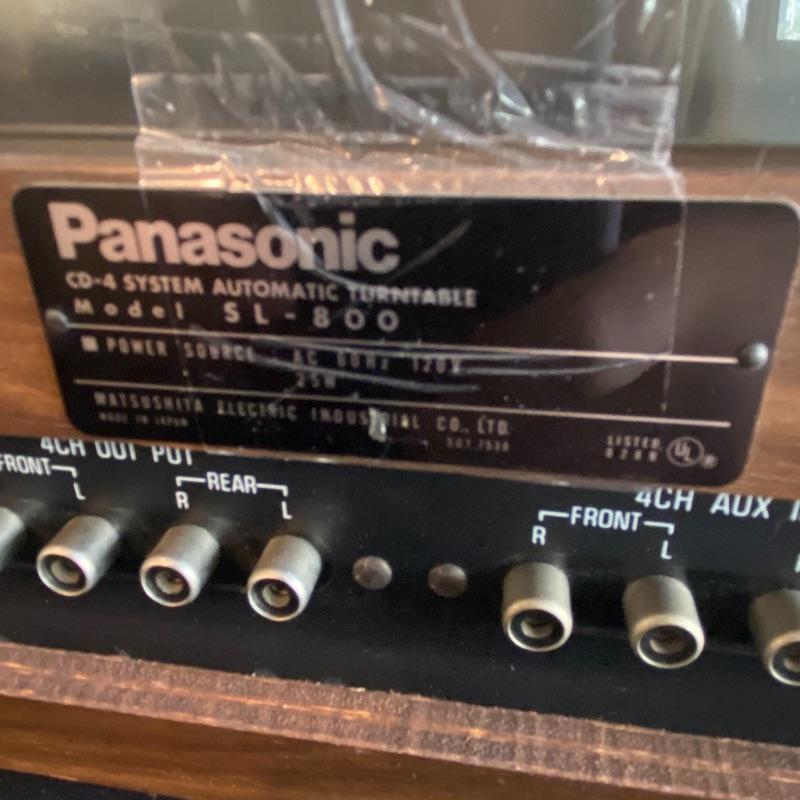 Panasonic
CD-4 SYSTEM AUTOMATIC TURNTABLE
Model SL-800
POWER SOURCE : AC 60Hz 120V
25W
MATSUSHITA ELECTRIC INDUSTRIAL CO., LTD.
MADE IN JAPAN
LISTED
UL ®
4CH OUT PUT
FRONT
L
REAR
R L
4CH AUX
FRONT
R L